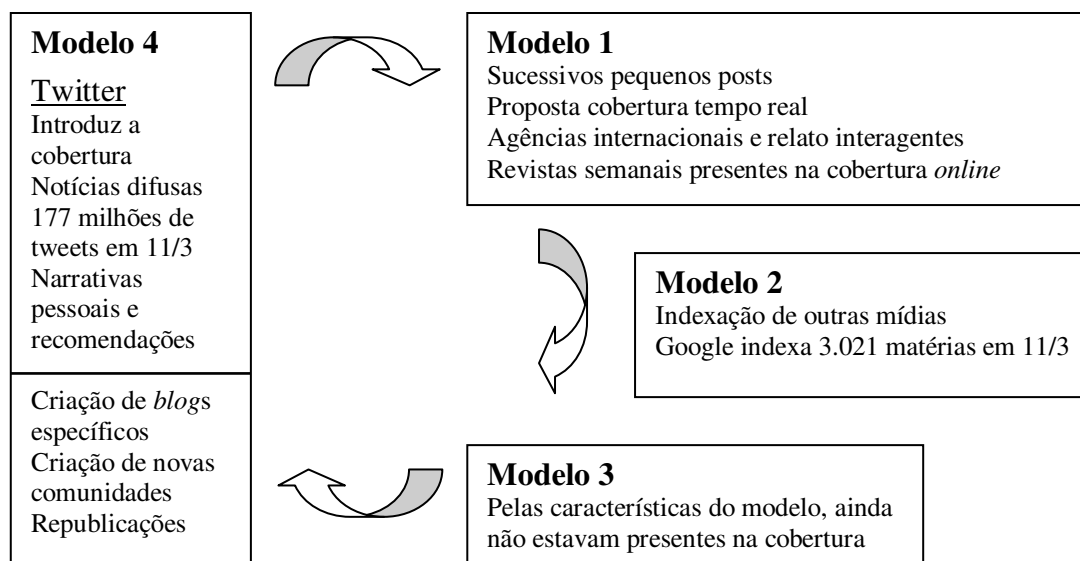 Modelo 4
Twitter
Introduz a
cobertura
Notícias difusas
177 milhões de
tweets em 11/3
Narrativas
pessoais e
recomendações
Criação de blogs
específicos
Criação de novas
comunidades
Republicações
Modelo 1
Sucessivos pequenos posts
Proposta cobertura tempo real
Agências internacionais e relato interagentes
Revistas semanais presentes na cobertura online
Modelo 2
Indexação de outras mídias
Google indexa 3.021 matérias em 11/3
Modelo 3
Pelas características do modelo, ainda
não estavam presentes na cobertura